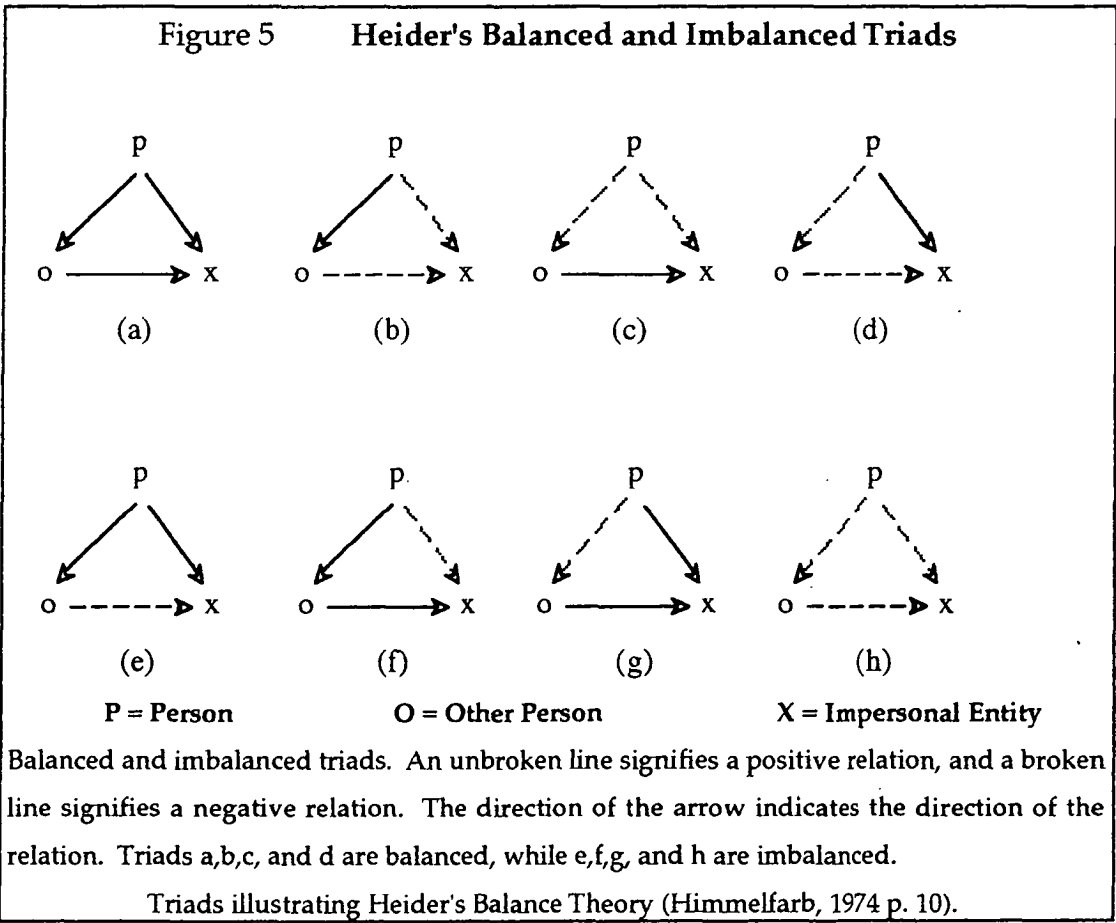 Figure 5 Heider's Balanced and Imbalanced Triads
p p p p
o x o x o x o x
(a) (b) (c) (d)
p p p p
o x o x o x o x
(e) (f) (g) (h)
P = Person O = Other Person X = Impersonal Entity
Balanced and imbalanced triads. An unbroken line signifies a positive relation, and a broken
line signifies a negative relation. The direction of the arrow indicates the direction of the
relation. Triads a,b,c, and d are balanced, while e,f,g, and h are imbalanced.
Triads illustrating Heider's Balance Theory (Himmelfarb, 1974 p. 10).